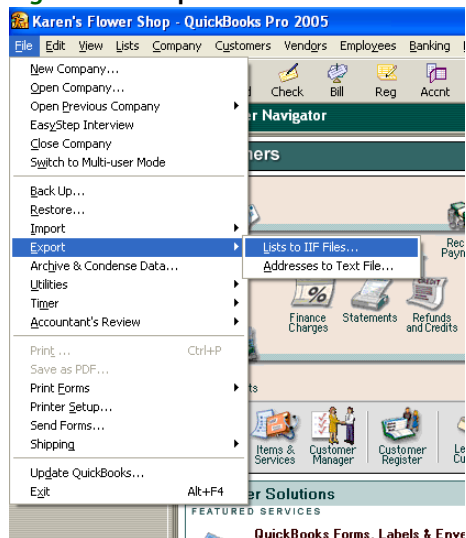 Karen's Flower Shop - QuickBooks Pro 2005
File Edit View Lists Company Customers Vendors Employees Banking
New Company...
Open Company...
Open Previous Company
EasyStep Interview
Close Company
Switch to Multi-user Mode
Back Up...
Restore...
Import
Export
Archive & Condense Data...
Utilities
Timer
Accountant's Review
Print ... Ctrl+P
Save as PDF...
Print Forms
Printer Setup...
Send Forms...
Shipping
Update QuickBooks...
Exit Alt+F4
Lists to IIF Files...
Addresses to Text File...
Check Bill Reg Accnt
Navigator
Finance Charges
Statements
Refunds and Credits
Items & Services
Customer Manager
Customer Register
Solutions
FEATURED SERVICES
QuickBooks Forms, Labels &